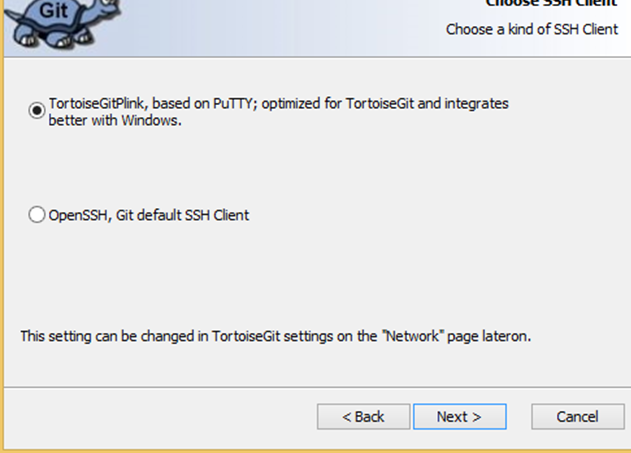 Git
Choose SSH Client
Choose a kind of SSH Client
TortoiseGitPlink, based on PuTTY; optimized for TortoiseGit and integrates
better with Windows.
OpenSSH, Git default SSH Client
This setting can be changed in TortoiseGit settings on the "Network" page lateron.
< Back
Next >
Cancel